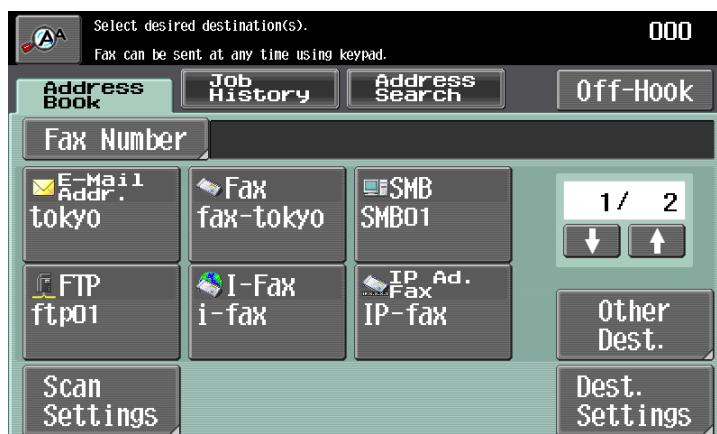 Select desired destination(s).
000
Fax can be sent at any time using keypad.
Address
Book
Job
History
Address
Search
Off-Hook
Fax Number
E-Mail
Addr.
tokyo
Fax
fax-tokyo
SMB
SMB01
1/ 2
FTP
ftp01
I-Fax
i-fax
IP Ad.
Fax
IP-fax
Other
Dest.
Scan
Settings
Dest.
Settings